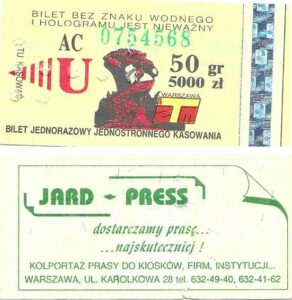 BILET BEZ ZNAKU WODNEGO
I HOLOGRAMU JEST NIEWAŻNY
AC 0754568
(TU KASOWAĆ)
U
50 gr
5000 zł
WARSZAWA
ZTM
BILET JEDNORAZOWY JEDNOSTRONNEGO KASOWANIA
JARD - PRESS
dostarczamy prasę...
...najskuteczniej !
KOLPORTAŻ PRASY DO KIOSKÓW, FIRM, INSTYTUCJI...
WARSZAWA, UL. KAROLKOWA 28 tel. 632-49-40, 632-41-62